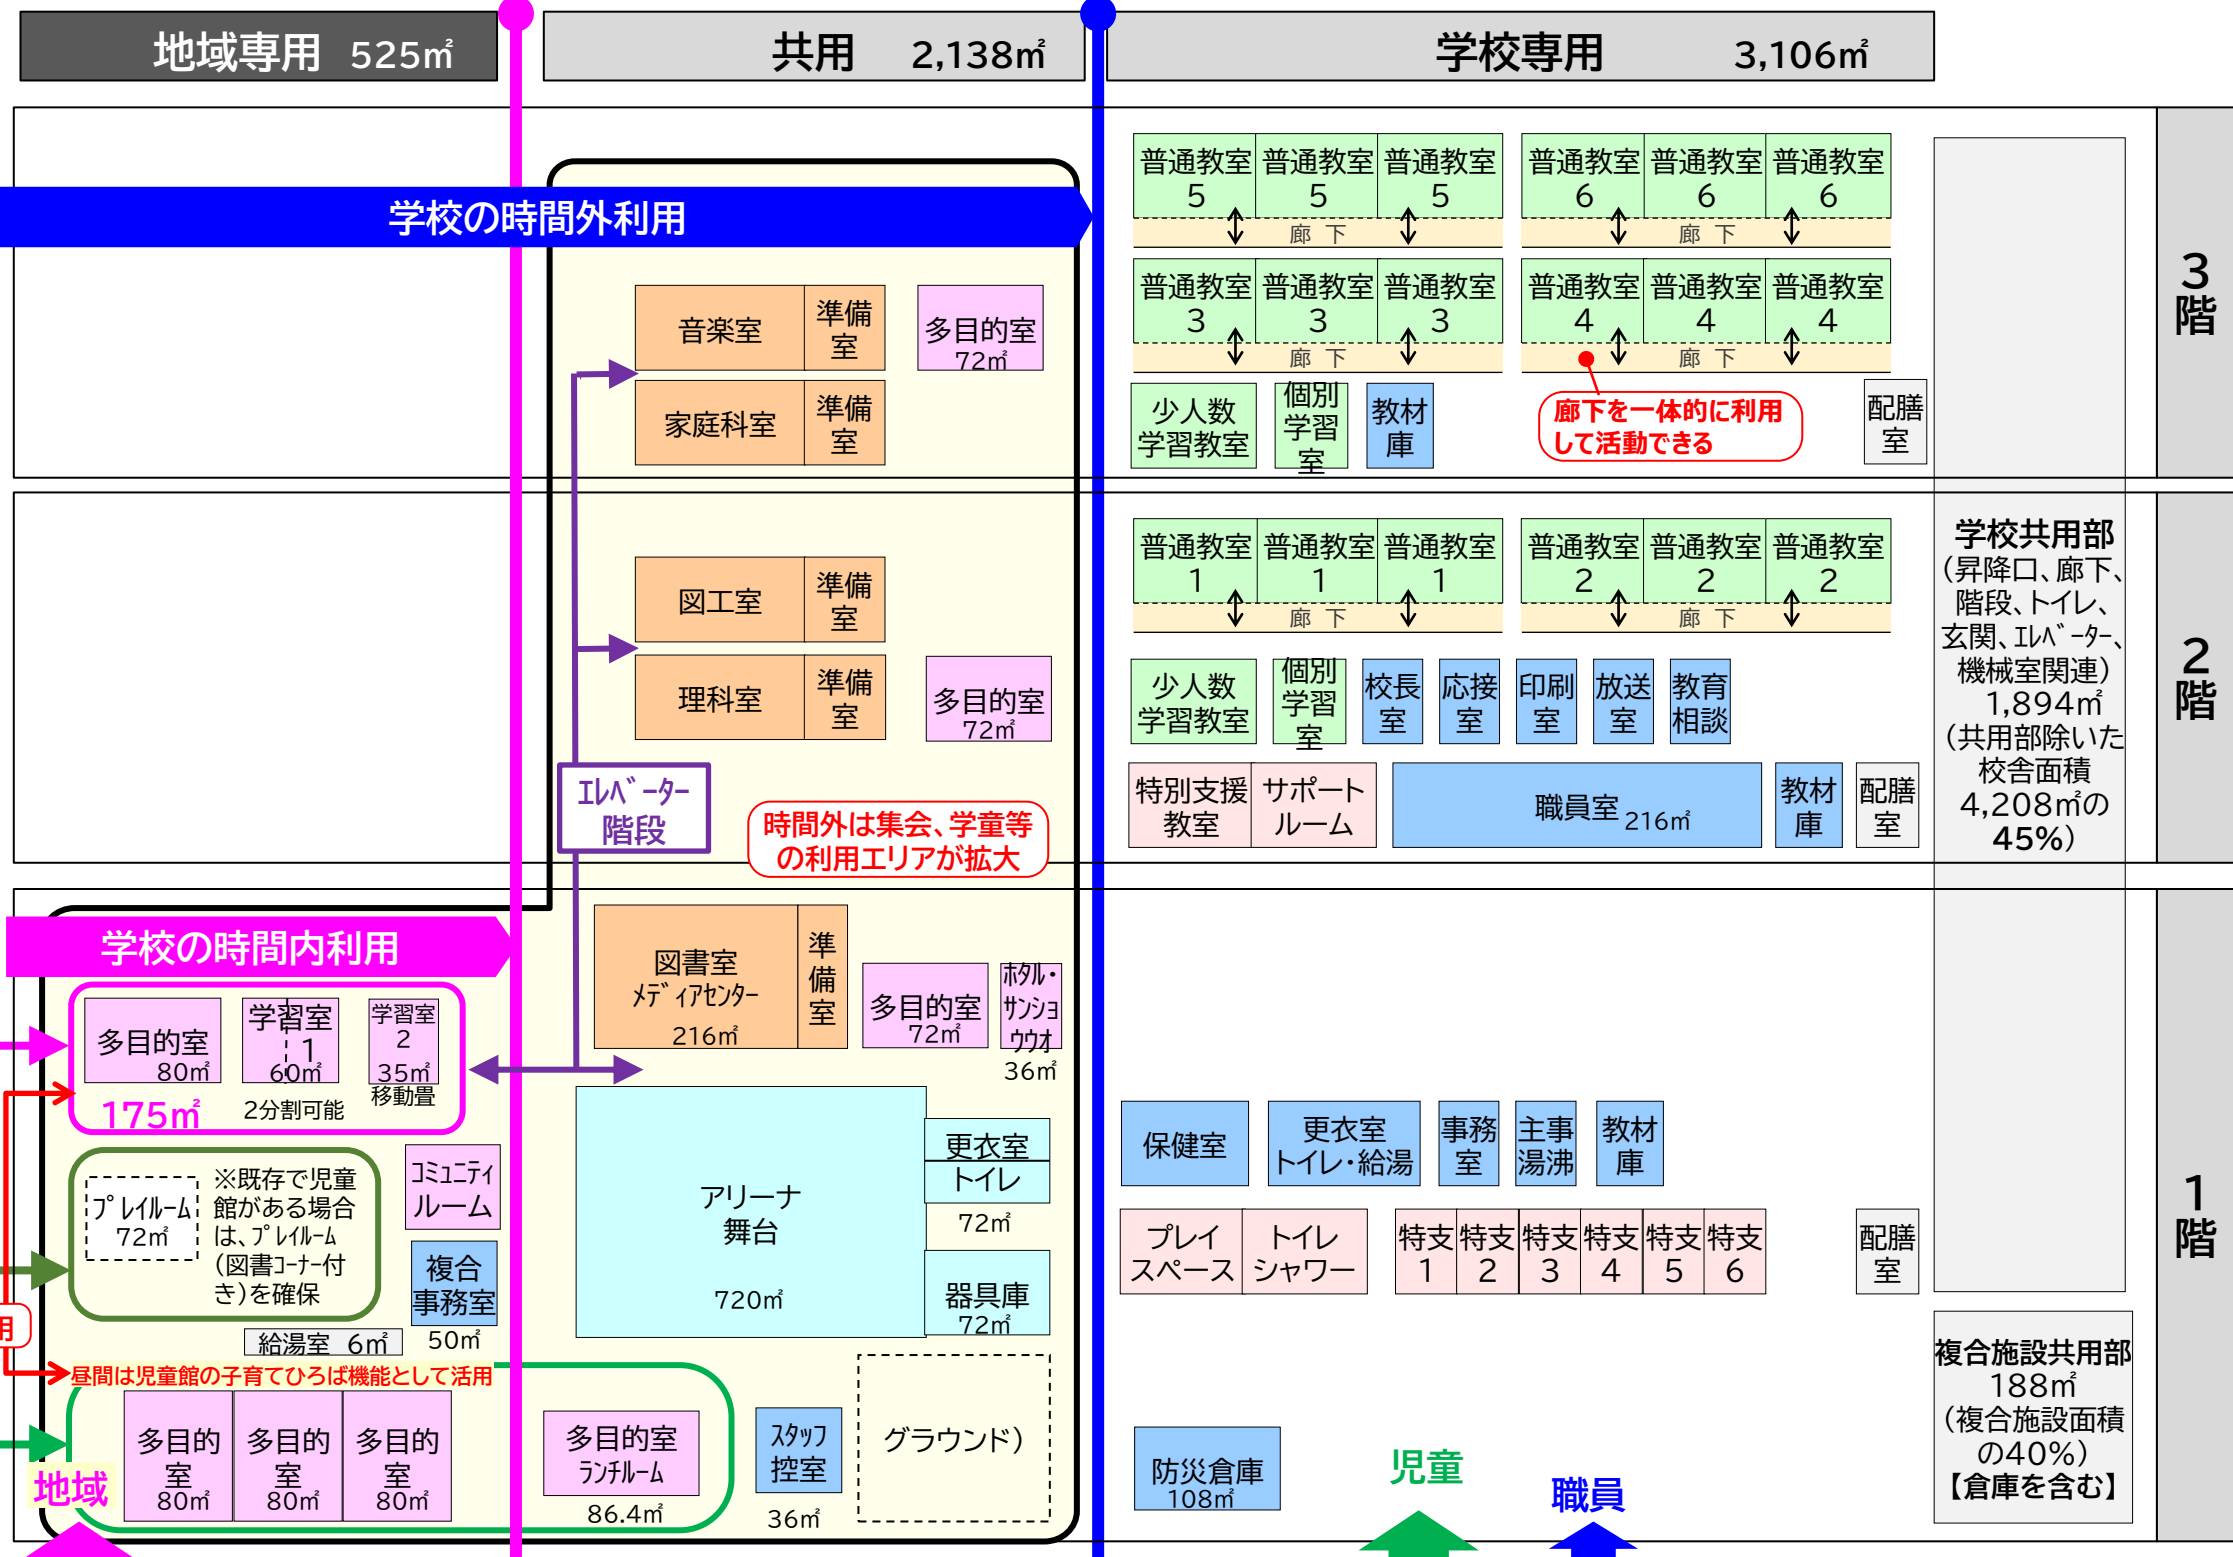 地域専用 525㎡
共用 2,138㎡
学校専用 3,106㎡
学校の時間外利用
音楽室
準備
室
多目的室
72㎡
家庭科室
準備
室
普通教室
5
普通教室
5
普通教室
5
普通教室
6
普通教室
6
普通教室
6
廊 下
廊 下
普通教室
3
普通教室
3
普通教室
3
普通教室
4
普通教室
4
普通教室
4
廊 下
廊 下
少人数
学習教室
個別
学習
室
教材
庫
廊下を一体的に利用
して活動できる
配膳
室
3
階
図工室
準備
室
理科室
準備
室
多目的室
72㎡
ｴﾚﾍﾞｰﾀｰ
階段
時間外は集会、学童等
の利用エリアが拡大
普通教室
1
普通教室
1
普通教室
1
普通教室
2
普通教室
2
普通教室
2
廊 下
廊 下
少人数
学習教室
個別
学習
室
校長
室
応接
室
印刷
室
放送
室
教育
相談
特別支援
教室
サポート
ルーム
職員室 216㎡
教材
庫
配膳
室
学校共用部
（昇降口、廊下、
階段、トイレ、
玄関、ｴﾚﾍﾞｰﾀｰ、
機械室関連）
1,894㎡
（共用部除いた
校舎面積
4,208㎡の
45%）
2
階
学校の時間内利用
多目的室
80㎡
学習室
1
60㎡
2分割可能
学習室
2
35㎡
移動畳
175㎡
ﾌﾟﾚｲﾙｰﾑ
72㎡
※既存で児童
館がある場合
は、ﾌﾟﾚｲﾙｰﾑ
（図書ｺｰﾅｰ付
き）を確保
ｺﾐｭﾆﾃｨ
ルーム
複合
事務室
50㎡
給湯室 6㎡
用
昼間は児童館の子育てひろば機能として活用
多目的
室
80㎡
多目的
室
80㎡
多目的
室
80㎡
地域
図書室
ﾒﾃﾞｨｱｾﾝﾀｰ
216㎡
準
備
室
多目的室
72㎡
ﾎﾀﾙ・
ｻﾝｼｮ
ｳｳｵ
36㎡
アリーナ
舞台
720㎡
更衣室
トイレ
72㎡
器具庫
72㎡
多目的室
ﾗﾝﾁﾙｰﾑ
86.4㎡
ｽﾀｯﾌ
控室
36㎡
グラウンド）
保健室
更衣室
トイレ・給湯
事務
室
主事
湯沸
教材
庫
プレイ
スペース
トイレ
シャワー
特支
1
特支
2
特支
3
特支
4
特支
5
特支
6
配膳
室
防災倉庫
108㎡
児童
職員
複合施設共用部
188㎡
（複合施設面積
の40%）
【倉庫を含む】
1
階